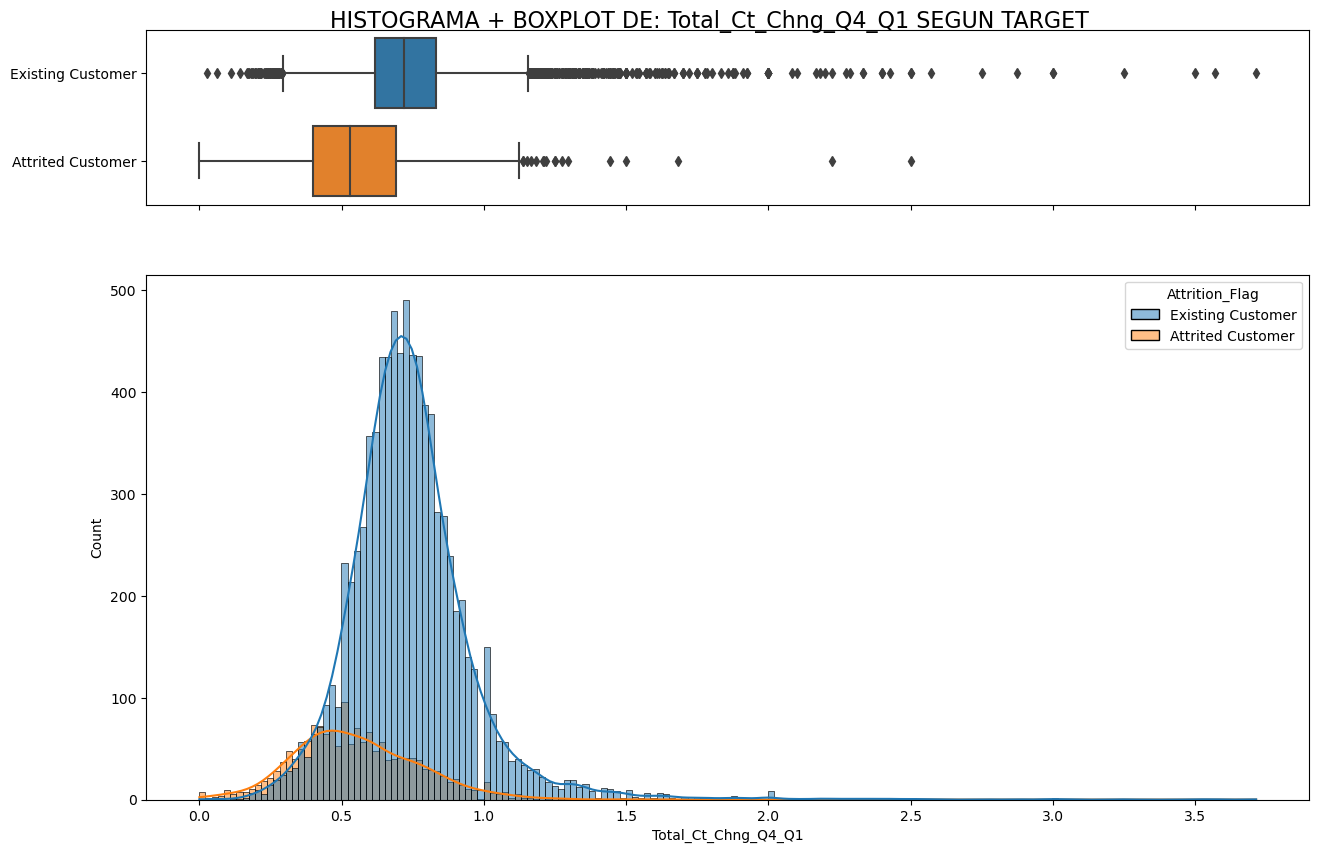 HISTOGRAMA + BOXPLOT DE: Total_Ct_Chng_Q4_Q1 SEGUN TARGET
Existing Customer
Attrited Customer
Attrition_Flag
Existing Customer
Attrited Customer
500
400
300
200
100
0
Count
0.0 0.5 1.0 1.5 2.0 2.5 3.0 3.5
Total_Ct_Chng_Q4_Q1